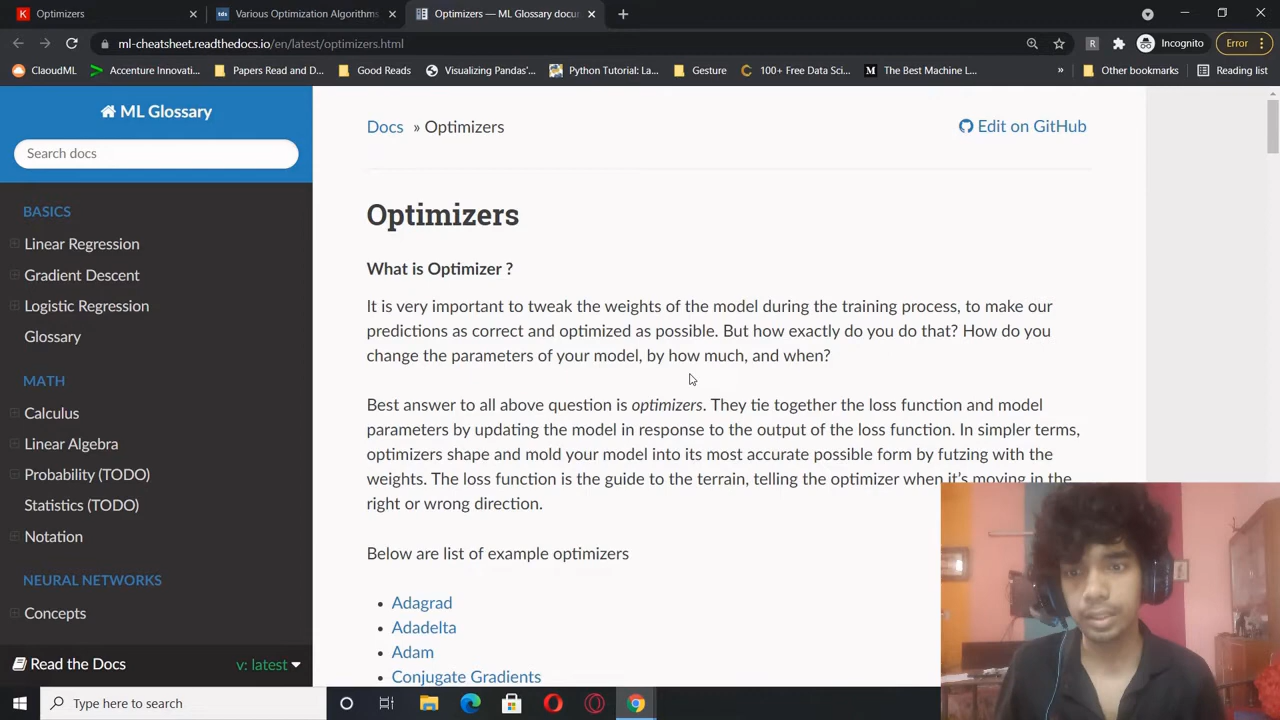 Optimizers
Various Optimization Algorithms
Optimizers — ML Glossary docu
ml-cheatsheet.readthedocs.io/en/latest/optimizers.html
Incognito
Error
ClaoudML
Accenture Innovati...
Papers Read and D...
Good Reads
Visualizing Pandas'...
Python Tutorial: La...
Gesture
100+ Free Data Sci...
The Best Machine L...
»
Other bookmarks
Reading list
ML Glossary
Search docs
BASICS
Linear Regression
Gradient Descent
Logistic Regression
Glossary
MATH
Calculus
Linear Algebra
Probability (TODO)
Statistics (TODO)
Notation
NEURAL NETWORKS
Concepts
Read the Docs
v: latest
Docs » Optimizers
Edit on GitHub
Optimizers
What is Optimizer ?
It is very important to tweak the weights of the model during the training process, to make our
predictions as correct and optimized as possible. But how exactly do you do that? How do you
change the parameters of your model, by how much, and when?
Best answer to all above question is optimizers. They tie together the loss function and model
parameters by updating the model in response to the output of the loss function. In simpler terms,
optimizers shape and mold your model into its most accurate possible form by futzing with the
weights. The loss function is the guide to the terrain, telling the optimizer when it's moving in the
right or wrong direction.
Below are list of example optimizers
• Adagrad
• Adadelta
• Adam
• Conjugate Gradients
Type here to search